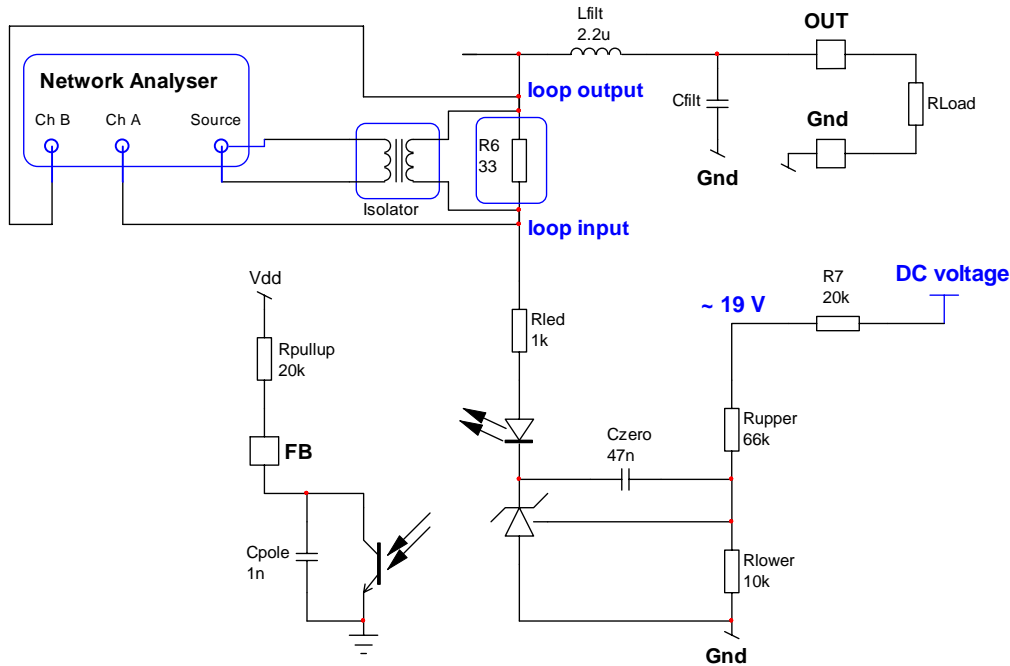 Lfilt
2.2u
OUT
Network Analyser
Ch B
Ch A
Source
loop output
Cfilt
RLoad
R6
33
Gnd
Gnd
Isolator
loop input
Vdd
R7
20k
DC voltage
~ 19 V
Rled
1k
Rpullup
20k
Rupper
66k
Czero
47n
FB
Cpole
1n
Rlower
10k
Gnd